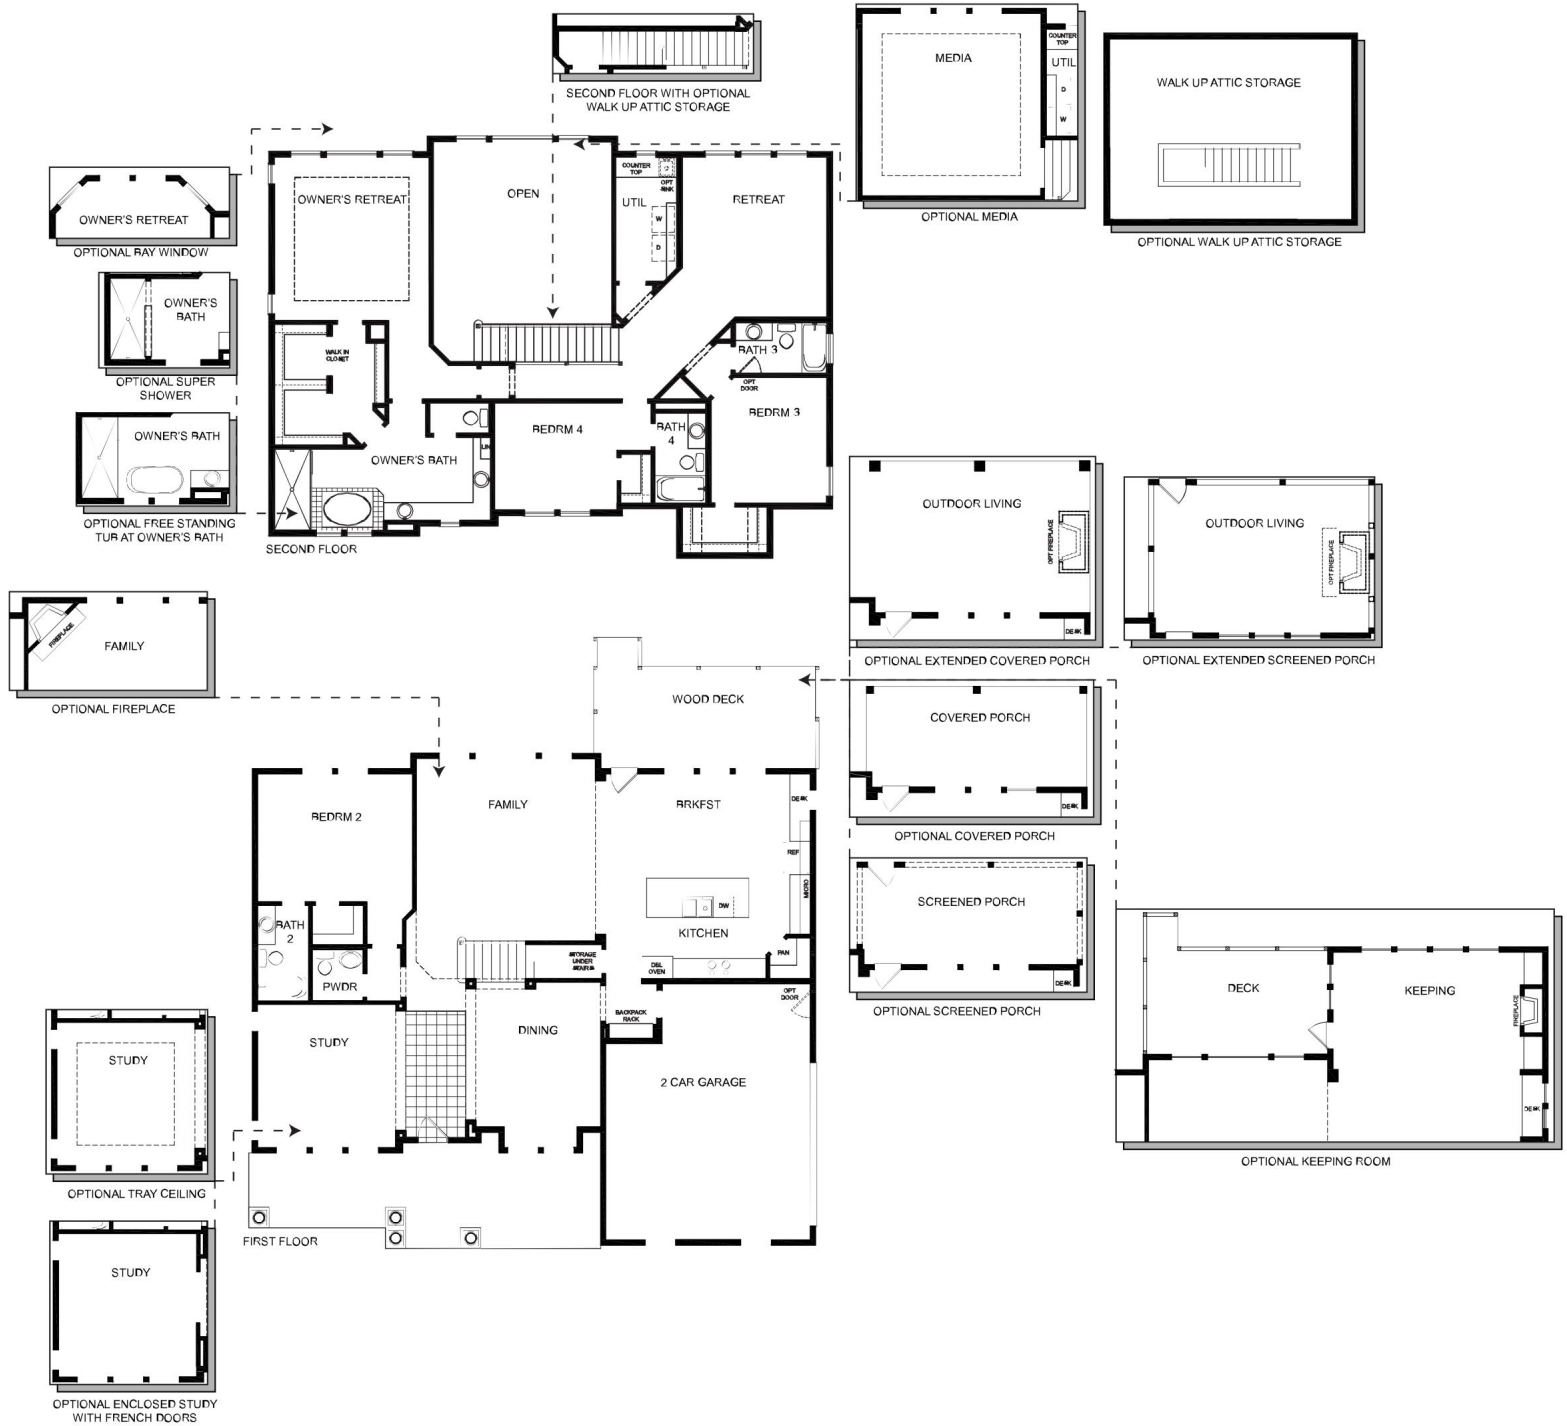 SECOND FLOOR WITH OPTIONAL
WALK UP ATTIC STORAGE
MEDIA
COUNTER
TOP
UTIL
D
W
OPTIONAL MEDIA
WALK UP ATTIC STORAGE
OPTIONAL WALK UP ATTIC STORAGE
OWNER'S RETREAT
OPTIONAL BAY WINDOW
OWNER'S
BATH
OPTIONAL SUPER
SHOWER
OWNER'S BATH
OPTIONAL FREE STANDING
TUB AT OWNER'S BATH
OWNER'S RETREAT
OPEN
COUNTER
TOP
OPT
SINK
UTIL
W
D
RETREAT
WALK IN
CLOSET
BATH 3
OPT
DOOR
BEDRM 3
BEDRM 4
BATH
4
LIN
OWNER'S BATH
SECOND FLOOR
OUTDOOR LIVING
OPT FIREPLACE
DESK
OPTIONAL EXTENDED COVERED PORCH
OUTDOOR LIVING
OPT FIREPLACE
OPTIONAL EXTENDED SCREENED PORCH
FIREPLACE
FAMILY
OPTIONAL FIREPLACE
WOOD DECK
COVERED PORCH
DESK
OPTIONAL COVERED PORCH
SCREENED PORCH
DESK
OPTIONAL SCREENED PORCH
BEDRM 2
FAMILY
BRKFST
DESK
REF
MICRO
DW
KITCHEN
PAN
DBL
OVEN
STORAGE
UNDER
STAIRS
BATH
2
PWDR
OPT
DOOR
BACKPACK
RACK
STUDY
DINING
2 CAR GARAGE
FIRST FLOOR
DECK
KEEPING
FIREPLACE
DESK
OPTIONAL KEEPING ROOM
STUDY
OPTIONAL TRAY CEILING
STUDY
OPTIONAL ENCLOSED STUDY
WITH FRENCH DOORS